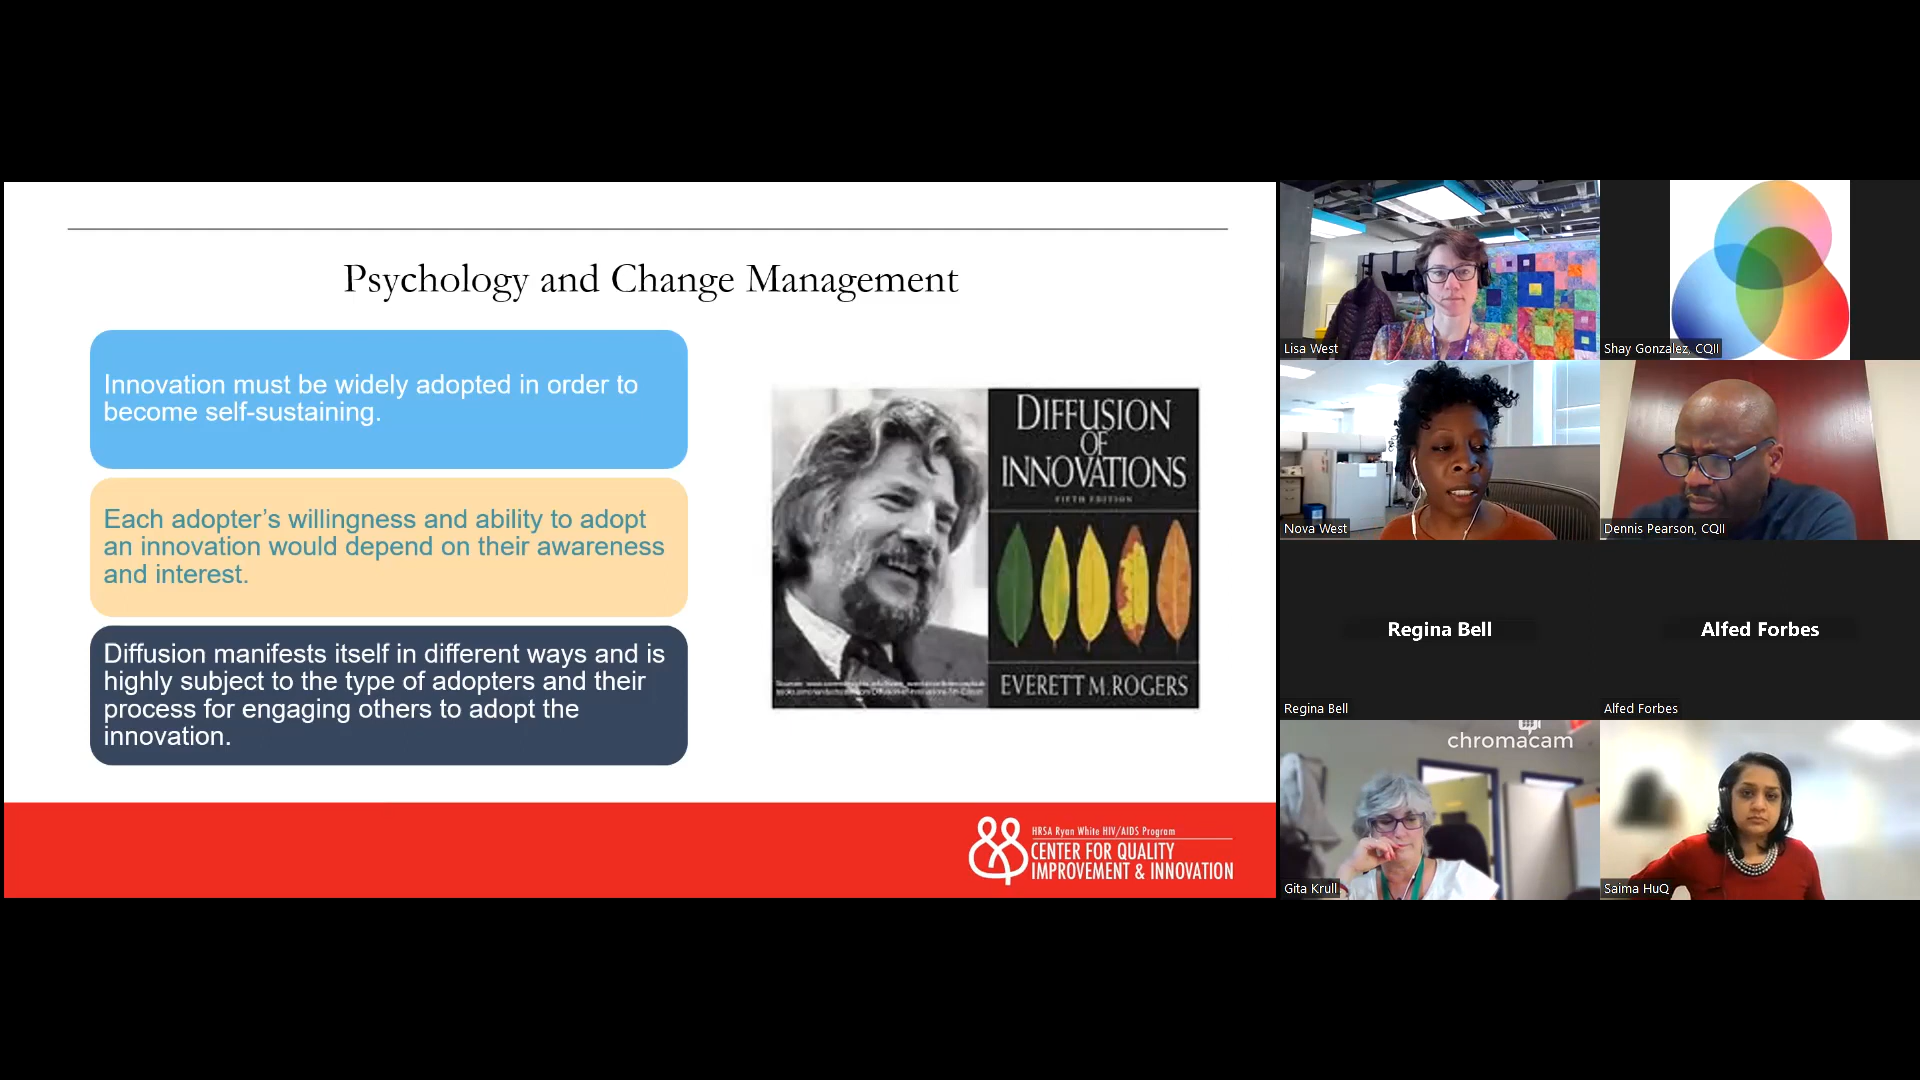 Psychology and Change Management
Innovation must be widely adopted in order to
become self-sustaining.
Each adopter's willingness and ability to adopt
an innovation would depend on their awareness
and interest.
Diffusion manifests itself in different ways and is
highly subject to the type of adopters and their
process for engaging others to adopt the
innovation.
DIFFUSION
OF
INNOVATIONS
FIFTH EDITION
EVERETT M. ROGERS
HRSA Ryan White HIV/AIDS Program
CENTER FOR QUALITY
IMPROVEMENT & INNOVATION
Lisa West
Shay Gonzalez, CQII
Nova West
Dennis Pearson, CQII
Regina Bell
Regina Bell
Alfed Forbes
Alfed Forbes
chromacam
Gita Krull
Saima HuQ